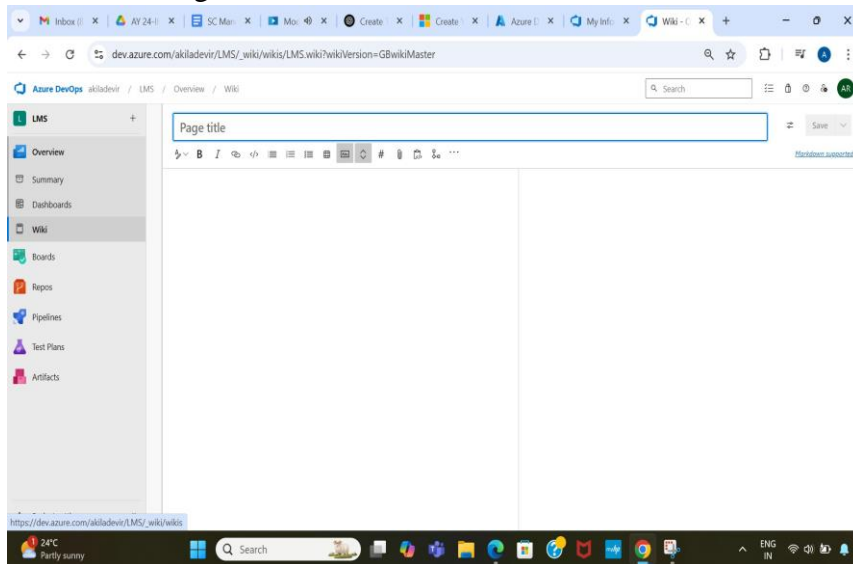 Inbox (
AY 24-II
SC Mar
Mo
Create
Create
Azure D
My Info
Wiki - O
dev.azure.com/akiladevir/LMS/_wiki/wikis/LMS.wiki?wikiVersion=GBwikiMaster
A
Azure DevOps akiladevir / LMS / Overview / Wiki
Search
AR
L LMS +
Page title
Save
Overview
B I </> #
Markdown supported
Summary
Dashboards
Wiki
Boards
Repos
Pipelines
Test Plans
Artifacts
https://dev.azure.com/akiladevir/LMS/_wiki/wikis
1
24°C
Partly sunny
Search
ENG
IN